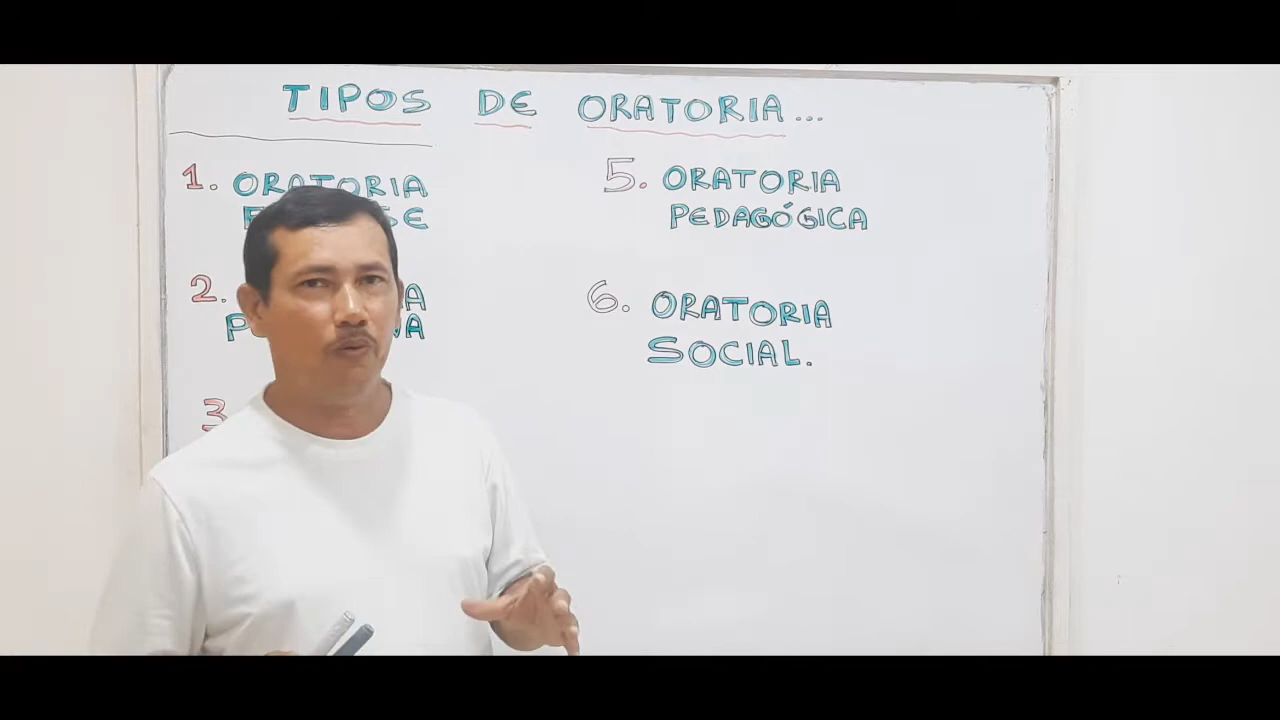 TIPOS DE ORATORIA...
1. ORATORIA
2.
3
5. ORATORIA
PEDAGÓGICA
6. ORATORIA
SOCIAL.